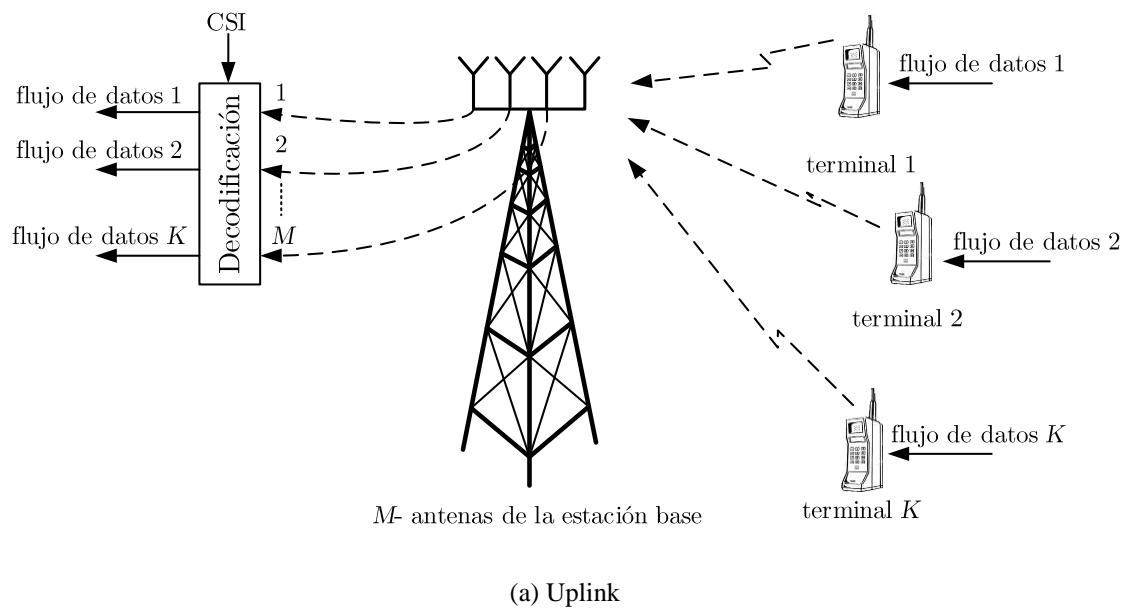 CSI
flujo de datos 1
1
flujo de datos 2
2
flujo de datos K
M
Decodificación
flujo de datos 1
terminal 1
flujo de datos 2
terminal 2
flujo de datos K
terminal K
M- antenas de la estación base
(a) Uplink